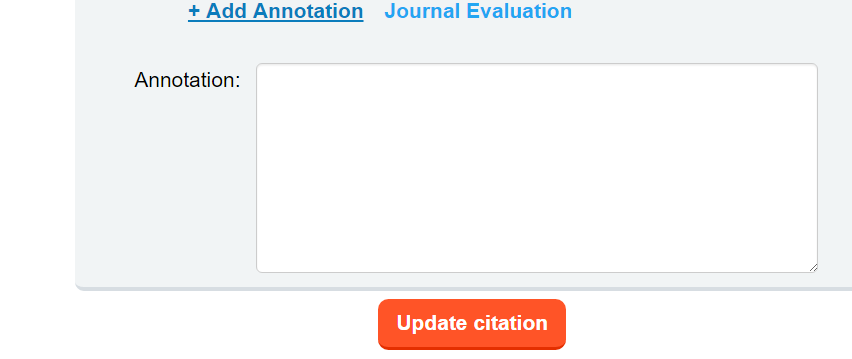 + Add Annotation Journal Evaluation
Annotation:
Update citation